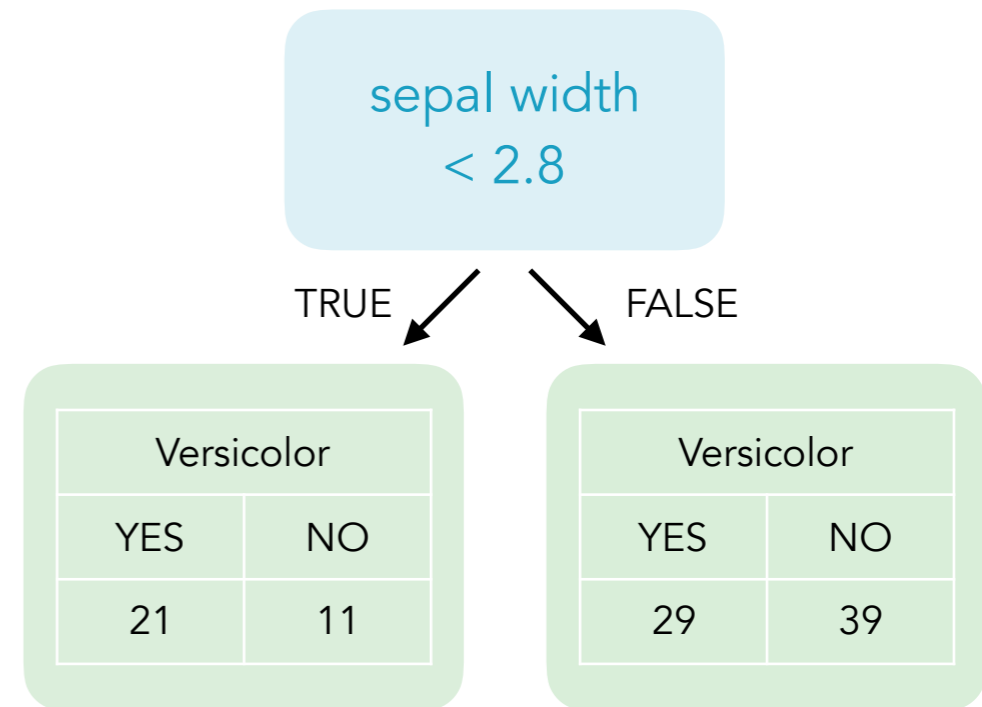 sepal width
< 2.8
TRUE
FALSE
Versicolor
YES NO
21 11
Versicolor
YES NO
29 39